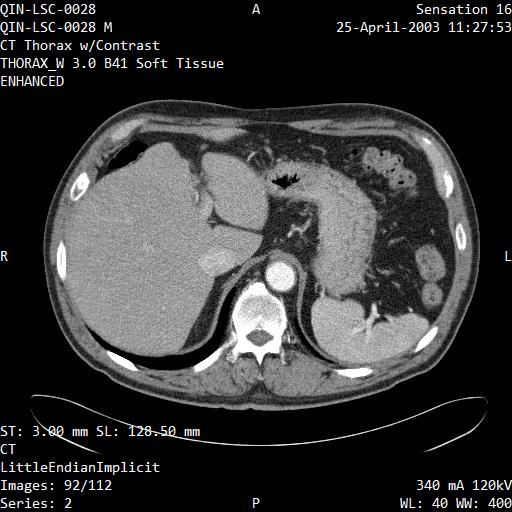 QIN-LSC-0028
A
Sensation 16
QIN-LSC-0028 M
25-April-2003 11:27:53
CT Thorax w/Contrast
THORAX_W 3.0 B41 Soft Tissue
ENHANCED
R
L
ST: 3.00 mm SL: 128.50 mm
CT
LittleEndianImplicit
Images: 92/112
340 mA 120kV
Series: 2
P
WL: 40 WW: 400